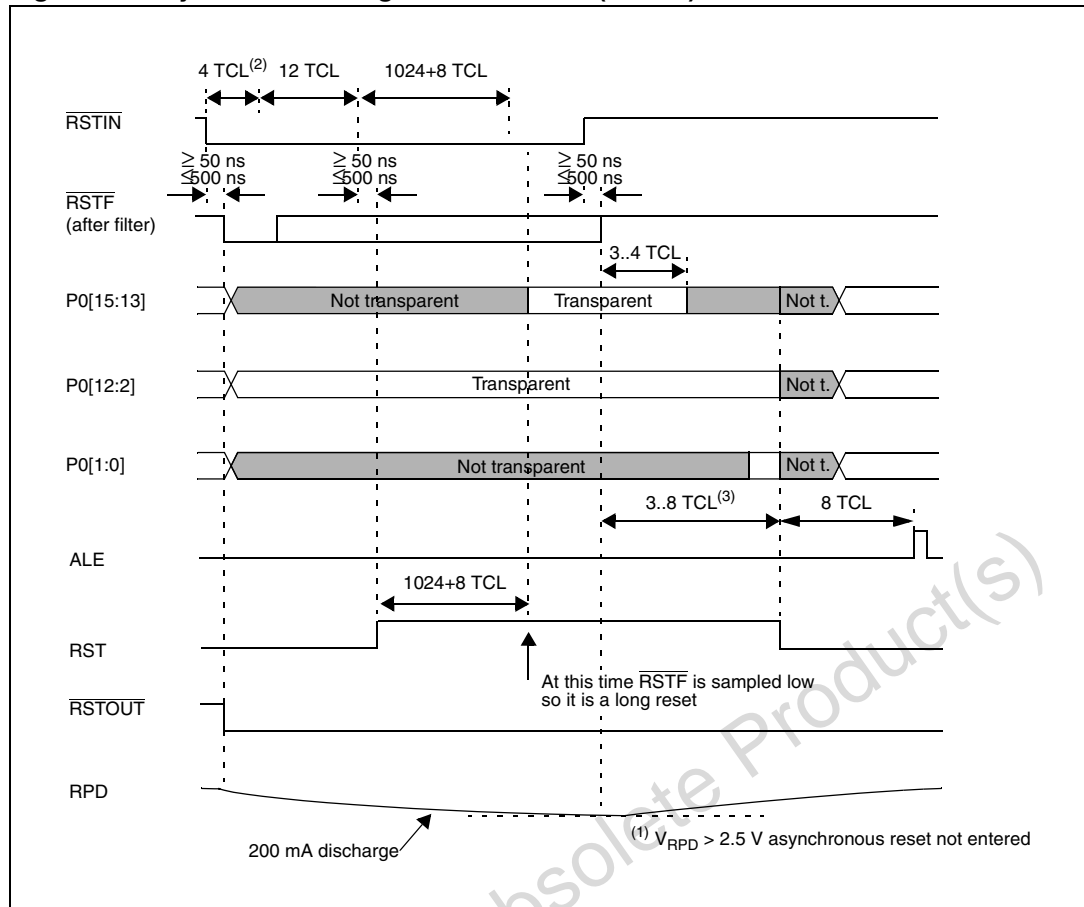 4 TCL(2) 12 TCL 1024+8 TCL
RSTIN
≥ 50 ns ≥ 50 ns ≥ 50 ns
≤500 ns ≤500 ns ≤500 ns
RSTF
(after filter)
3..4 TCL
P0[15:13] Not transparent Transparent Not t.
P0[12:2] Transparent Not t.
P0[1:0] Not transparent Not t.
3..8 TCL(3) 8 TCL
ALE
1024+8 TCL
RST
At this time RSTF is sampled low
so it is a long reset
RSTOUT
RPD
200 mA discharge
(1) VRPD > 2.5 V asynchronous reset not entered
bsolete Product(s)